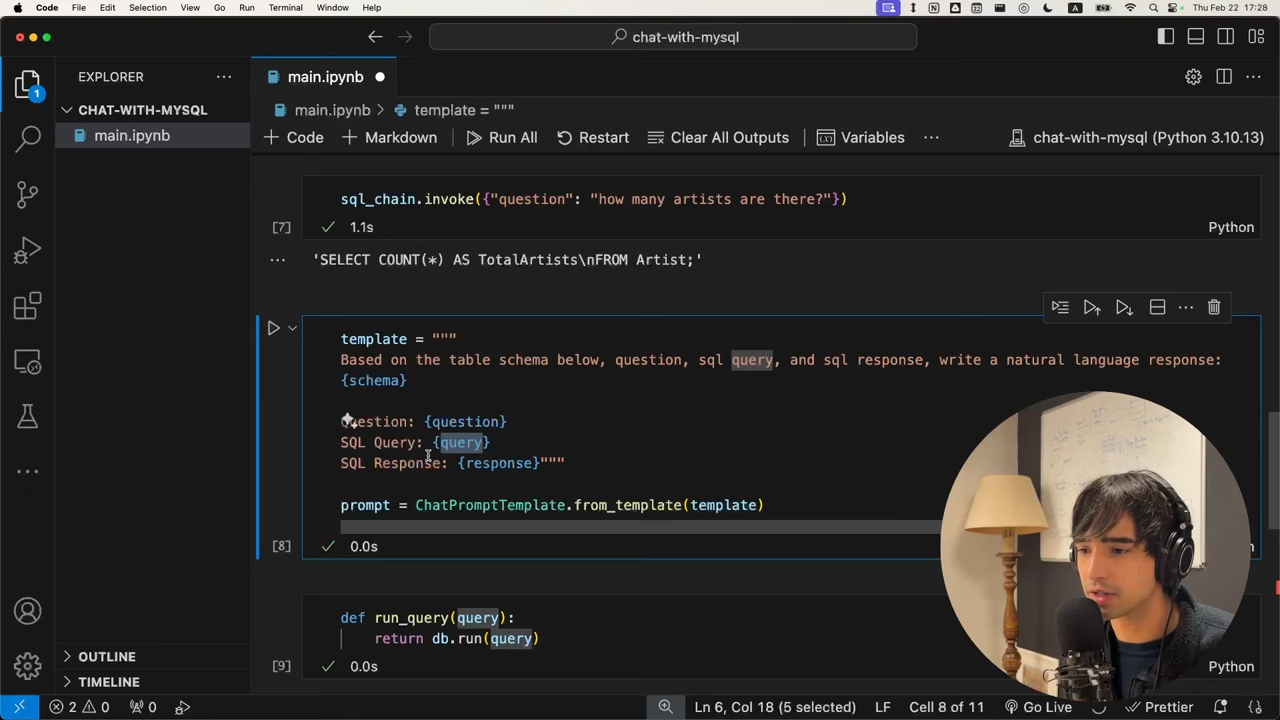 Code File Edit Selection View Go Run Terminal Window Help
A
Thu Feb 22 17:28
chat-with-mysql
EXPLORER
main.ipynb
1
CHAT-WITH-MYSQL
main.ipynb > template = """
main.ipynb
Code Markdown Run All Restart Clear All Outputs Variables chat-with-mysql (Python 3.10.13)
sql_chain.invoke({"question": "how many artists are there?"})
[7] 1.1s Python
'SELECT COUNT(*) AS TotalArtists\nFROM Artist;'
template = """
Based on the table schema below, question, sql query, and sql response, write a natural language response:
{schema}
Question: {question}
SQL Query: {query}
SQL Response: {response}"""
prompt = ChatPromptTemplate.from_template(template)
[8] 0.0s
def run_query(query):
return db.run(query)
[9] 0.0s Python
OUTLINE
TIMELINE
2 0 0 Ln 6, Col 18 (5 selected) LF Cell 8 of 11 Go Live Prettier